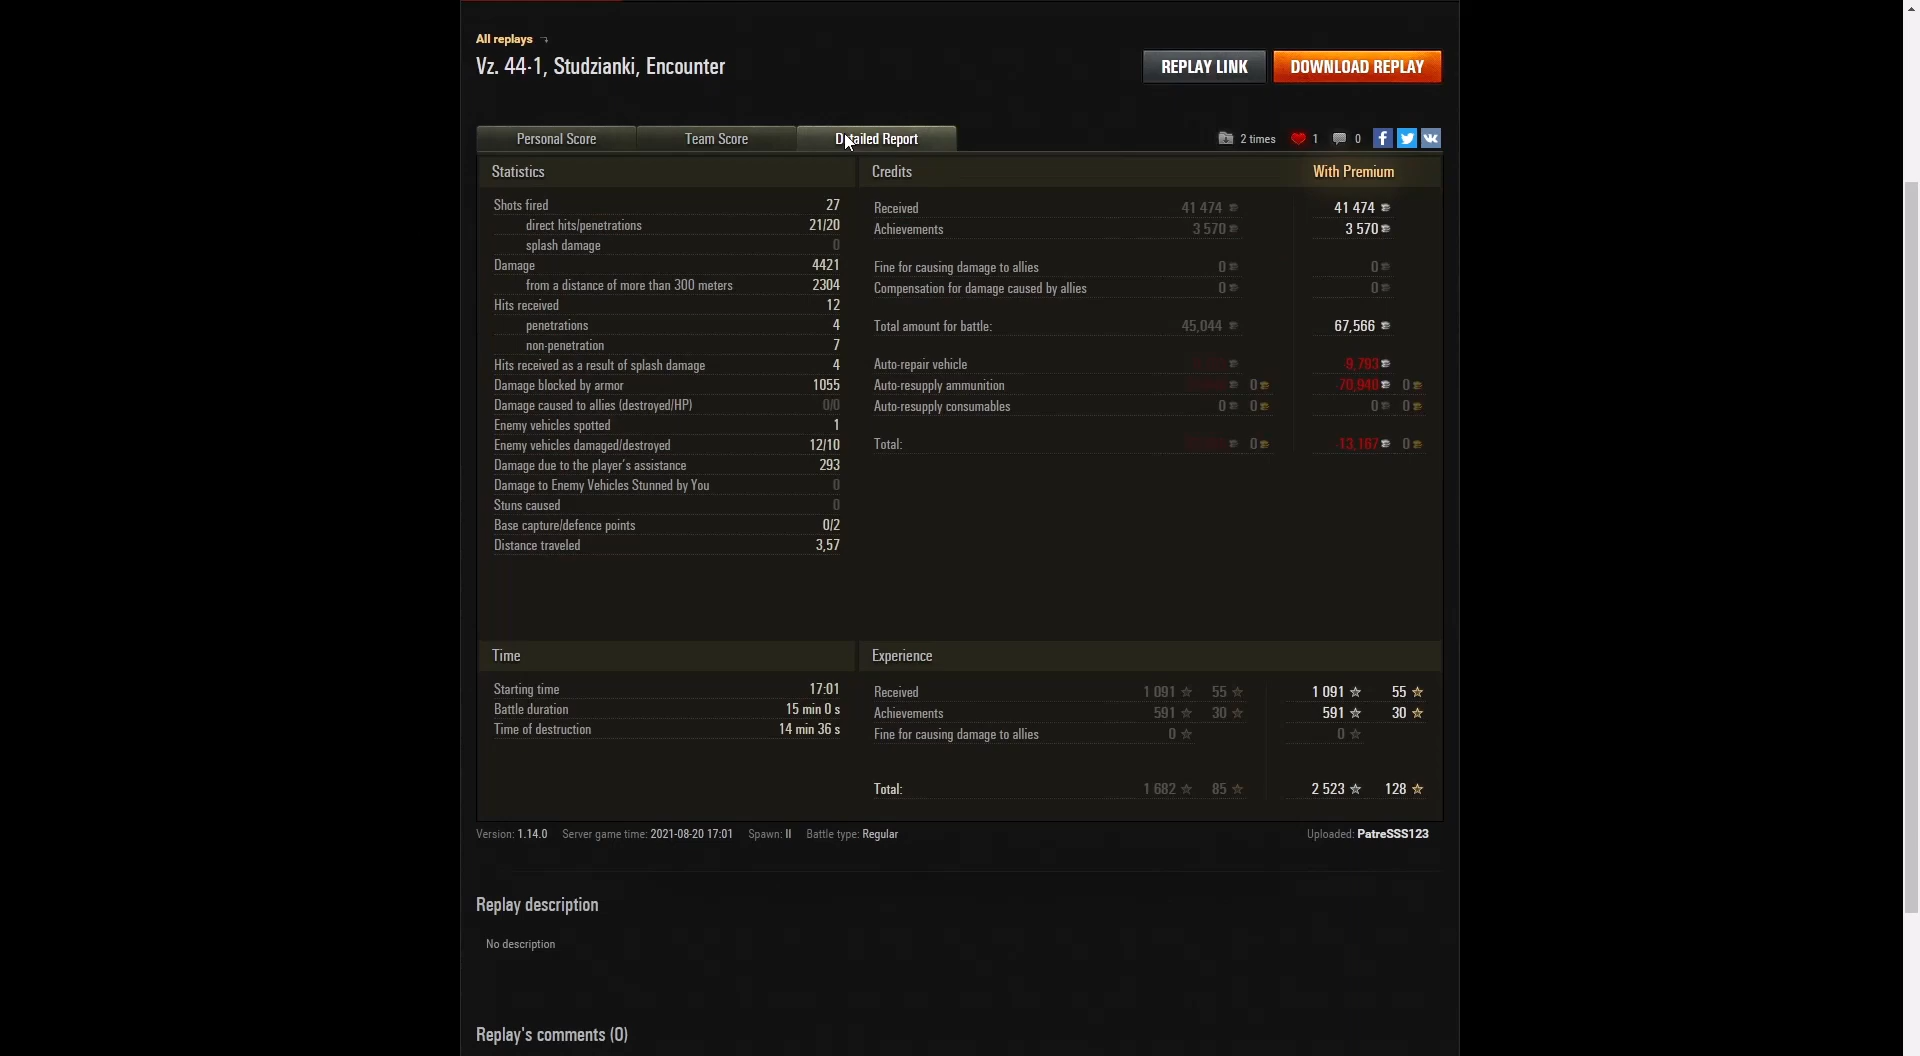 All replays
Vz. 44-1, Studzianki, Encounter
REPLAY LINK
DOWNLOAD REPLAY
Personal Score
Team Score
Detailed Report
2 times
1
0
Statistics
Shots fired 27
direct hits/penetrations 21/20
splash damage 0
Damage 4421
from a distance of more than 300 meters 2304
Hits received 12
penetrations 4
non-penetration 7
Hits received as a result of splash damage 4
Damage blocked by armor 1055
Damage caused to allies (destroyed/HP) 0/0
Enemy vehicles spotted 1
Enemy vehicles damaged/destroyed 12/10
Damage due to the player's assistance 293
Damage to Enemy Vehicles Stunned by You 0
Stuns caused 0
Base capture/defence points 0/2
Distance traveled 3,57
Credits With Premium
Received 41 474 41 474
Achievements 3 570 3 570
Fine for causing damage to allies 0 0
Compensation for damage caused by allies 0 0
Total amount for battle: 45,044 67,566
Auto-repair vehicle -9,793
Auto-resupply ammunition 0 -70,940 0
Auto-resupply consumables 0 0 0 0
Total: 0 -13,167 0
Time
Starting time 17:01
Battle duration 15 min 0 s
Time of destruction 14 min 36 s
Experience
Received 1 091 55 1 091 55
Achievements 591 30 591 30
Fine for causing damage to allies 0 0
Total: 1 682 85 2 523 128
Version: 1.14.0 Server game time: 2021-08-20 17:01 Spawn: II Battle type: Regular
Uploaded: PatreSSS123
Replay description
No description
Replay's comments (0)